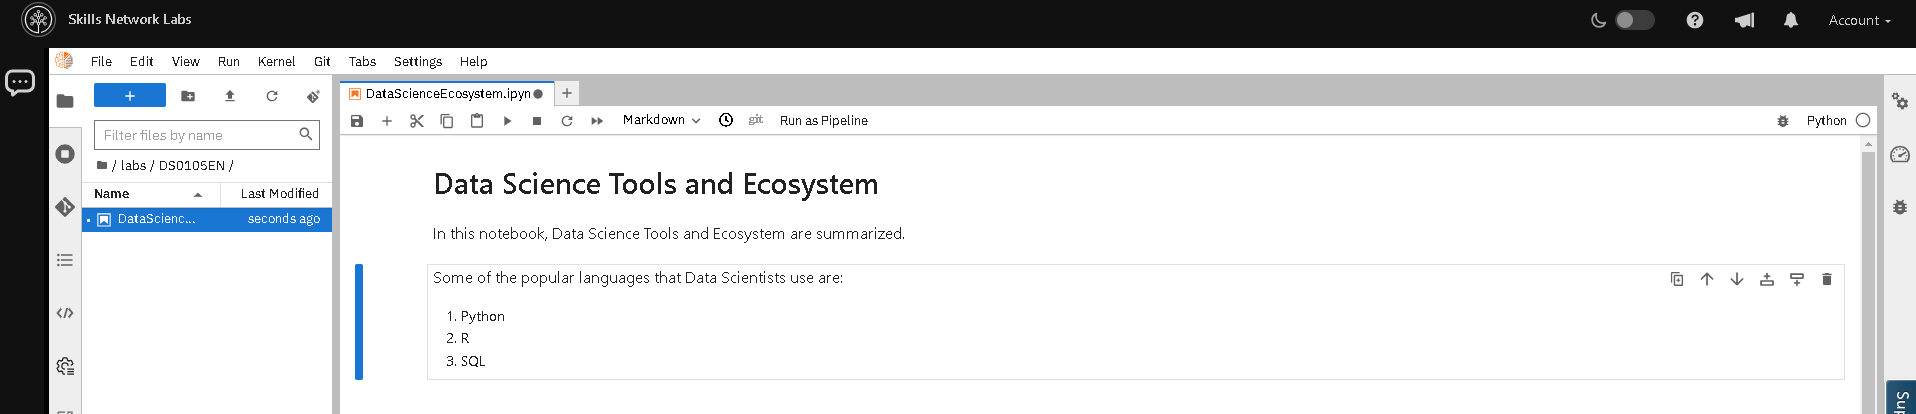 Skills Network Labs
Account
File Edit View Run Kernel Git Tabs Settings Help
DataScienceEcosystem.ipyn
Filter files by name
Markdown git Run as Pipeline Python
/ labs / DS0105EN /
Name Last Modified
DataScienc... seconds ago
Data Science Tools and Ecosystem
In this notebook, Data Science Tools and Ecosystem are summarized.
Some of the popular languages that Data Scientists use are:
1. Python
2. R
3. SQL